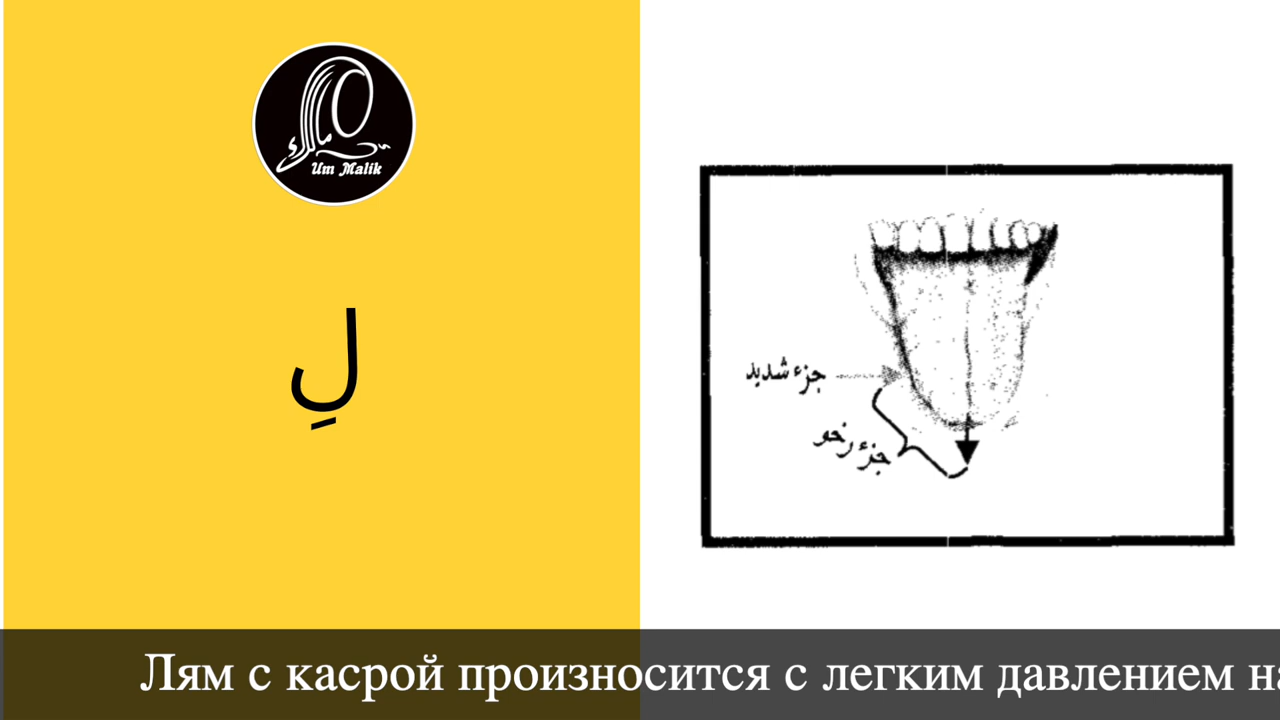 Um Malik
لِ
جزء شديد
جزء رخو
Лям с касрой произносится с легким давлением на